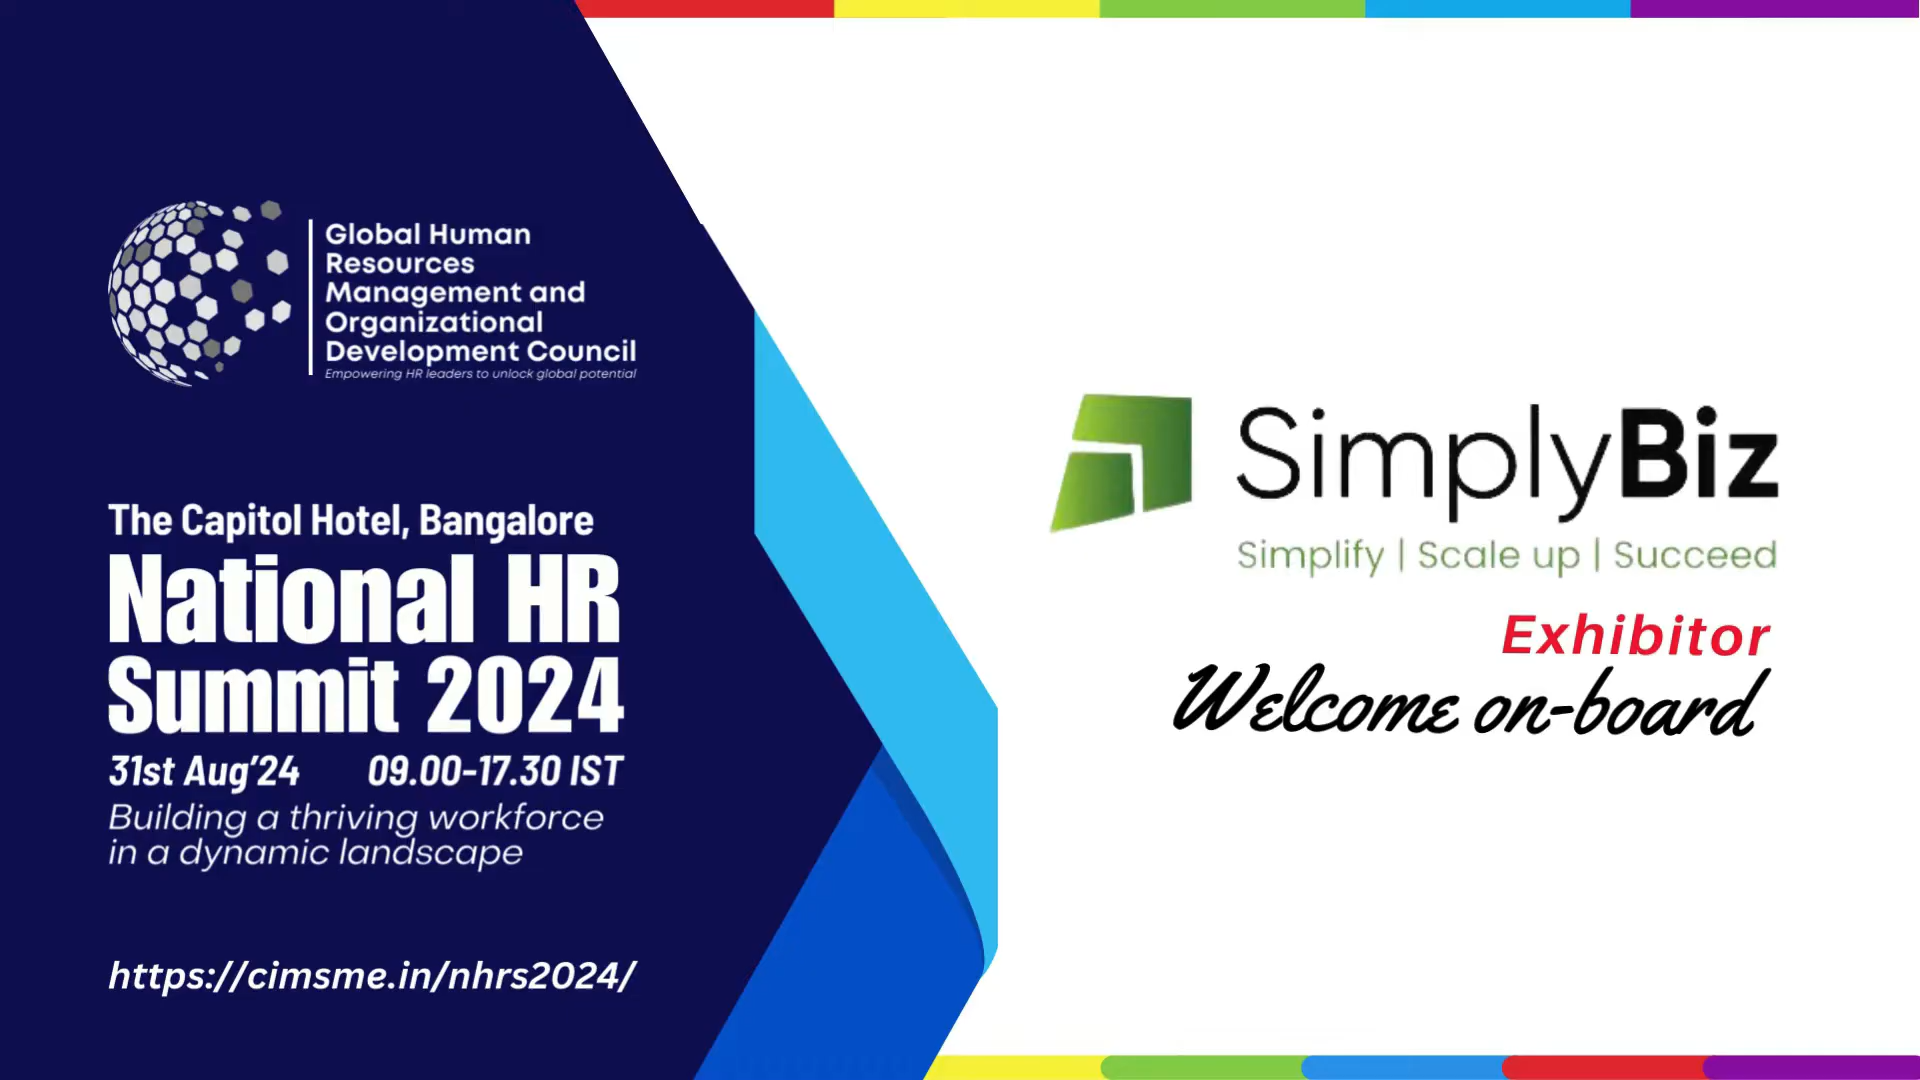 Global Human
Resources
Management and
Organizational
Development Council
Empowering HR leaders to unlock global potential
The Capitol Hotel, Bangalore
National HR
Summit 2024
31st Aug'24 09.00-17.30 IST
Building a thriving workforce
in a dynamic landscape
https://cimsme.in/nhrs2024/
SimplyBiz
Simplify | Scale up | Succeed
Exhibitor
Welcome on-board